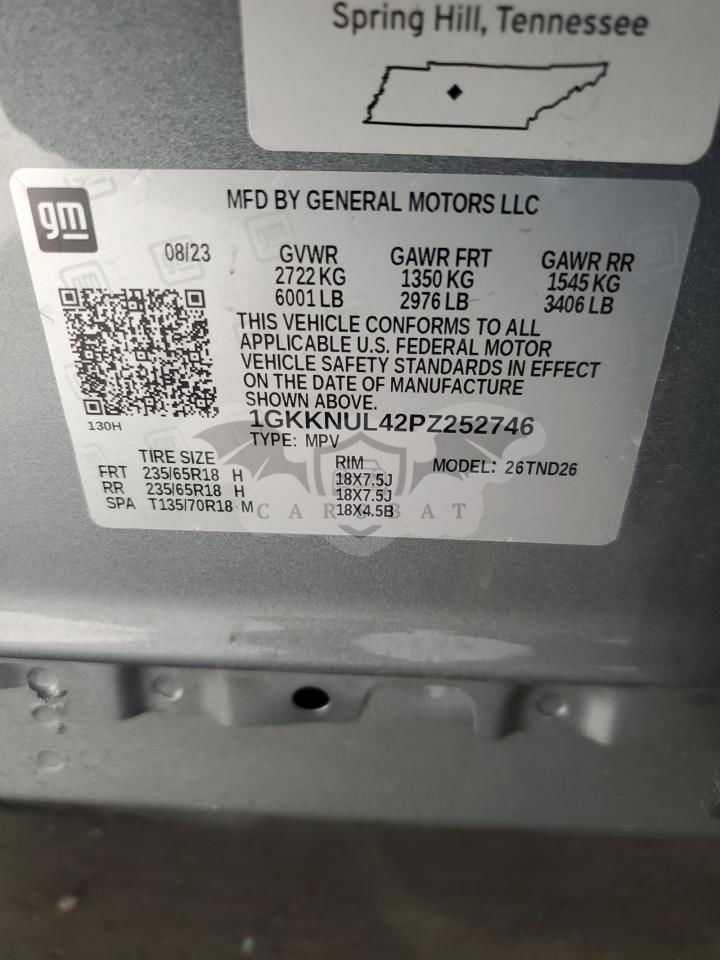 Spring Hill, Tennessee
gm
MFD BY GENERAL MOTORS LLC
08/23
GVWR GAWR FRT GAWR RR
2722 KG 1350 KG 1545 KG
6001 LB 2976 LB 3406 LB
THIS VEHICLE CONFORMS TO ALL
APPLICABLE U.S. FEDERAL MOTOR
VEHICLE SAFETY STANDARDS IN EFFECT
ON THE DATE OF MANUFACTURE
SHOWN ABOVE.
130H
1GKKNUL42PZ252746
TYPE: MPV
TIRE SIZE RIM MODEL: 26TND26
FRT 235/65R18 H 18X7.5J
RR 235/65R18 H 18X7.5J
SPA T135/70R18 M 18X4.5B
CARSBAT